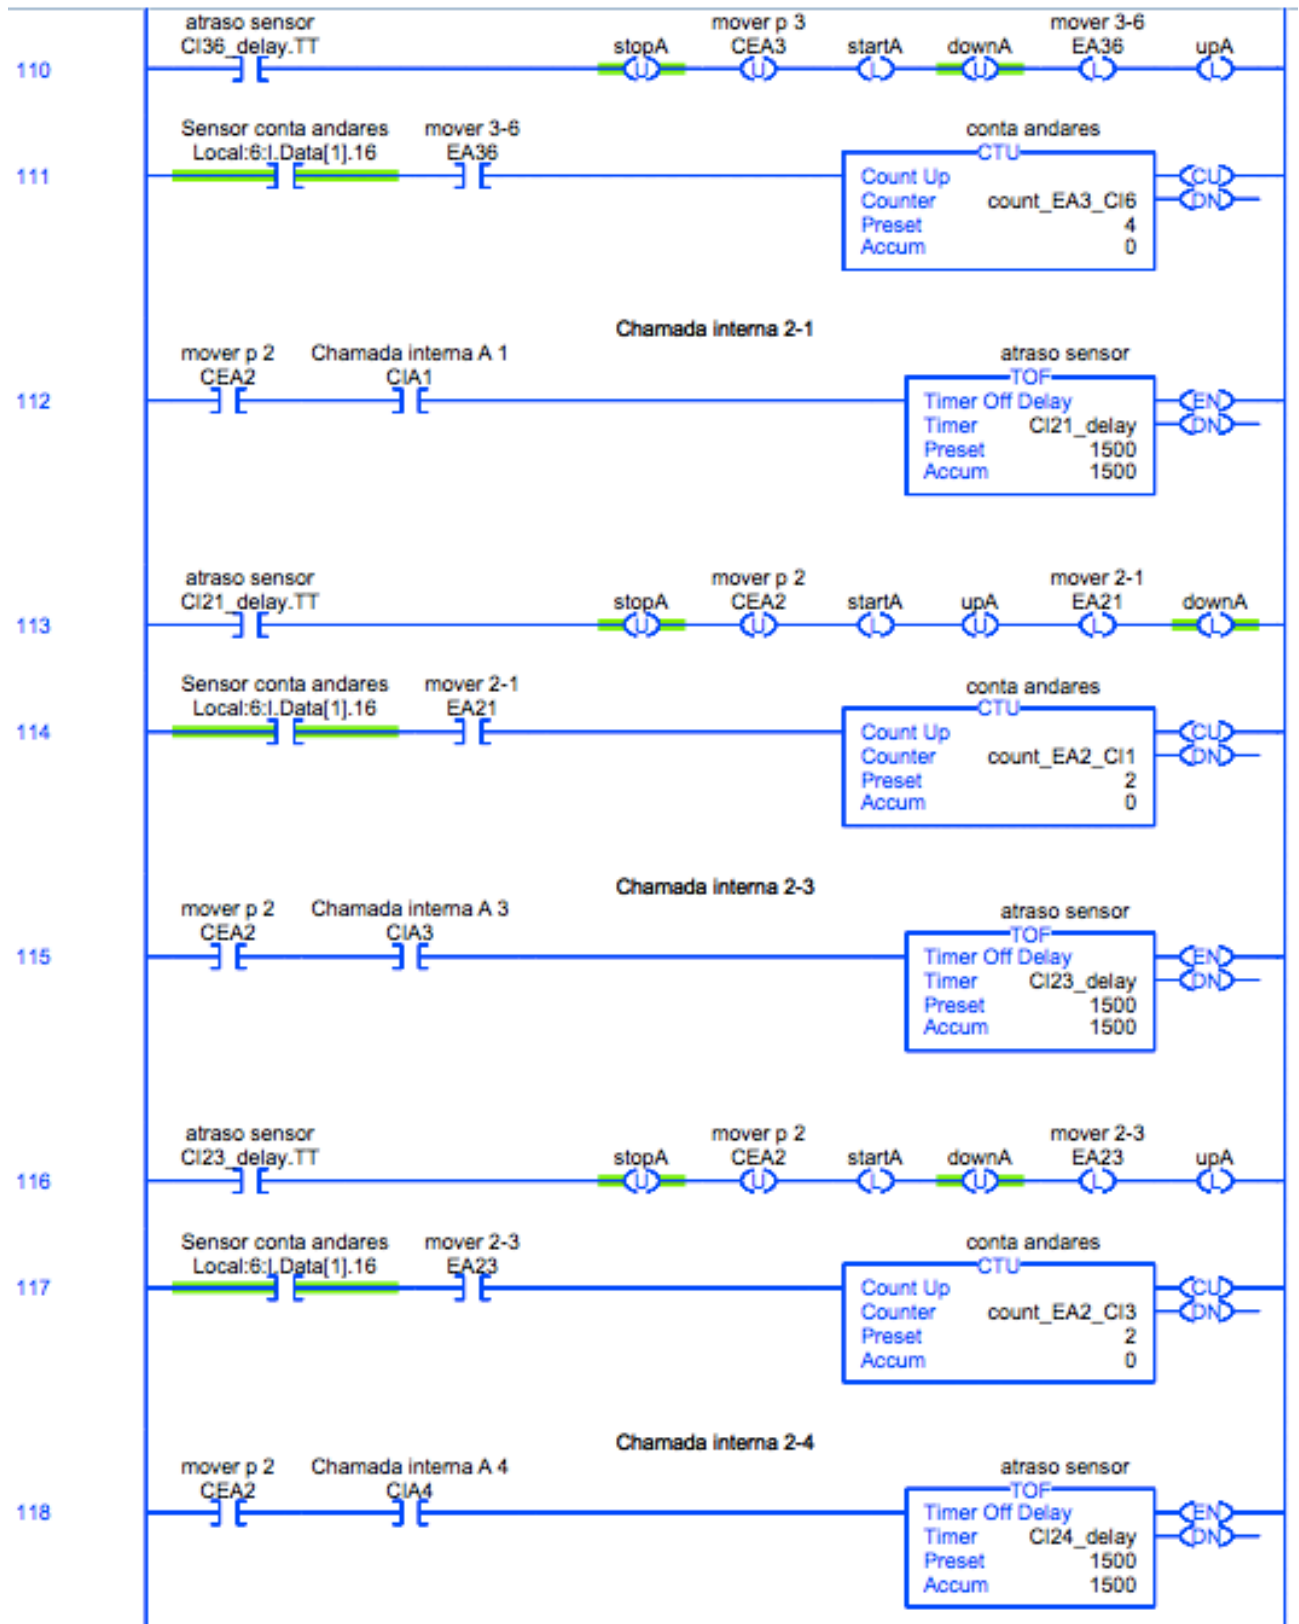 atraso sensor mover p 3 mover 3-6
CI36_delay.TT stopA CEA3 startA downA EA36 upA
110 U U L U L L
Sensor conta andares mover 3-6 conta andares
Local:6:I.Data[1].16 EA36 CTU
111 Count Up CU
Counter count_EA3_CI6 DN
Preset 4
Accum 0
Chamada interna 2-1
mover p 2 Chamada interna A 1 atraso sensor
CEA2 CIA1 TOF
112 Timer Off Delay EN
Timer CI21_delay DN
Preset 1500
Accum 1500
atraso sensor mover p 2 mover 2-1
CI21_delay.TT stopA CEA2 startA upA EA21 downA
113 U U L U L L
Sensor conta andares mover 2-1 conta andares
Local:6:I.Data[1].16 EA21 CTU
114 Count Up CU
Counter count_EA2_CI1 DN
Preset 2
Accum 0
Chamada interna 2-3
mover p 2 Chamada interna A 3 atraso sensor
CEA2 CIA3 TOF
115 Timer Off Delay EN
Timer CI23_delay DN
Preset 1500
Accum 1500
atraso sensor mover p 2 mover 2-3
CI23_delay.TT stopA CEA2 startA downA EA23 upA
116 U U L U L L
Sensor conta andares mover 2-3 conta andares
Local:6:I.Data[1].16 EA23 CTU
117 Count Up CU
Counter count_EA2_CI3 DN
Preset 2
Accum 0
Chamada interna 2-4
mover p 2 Chamada interna A 4 atraso sensor
CEA2 CIA4 TOF
118 Timer Off Delay EN
Timer CI24_delay DN
Preset 1500
Accum 1500